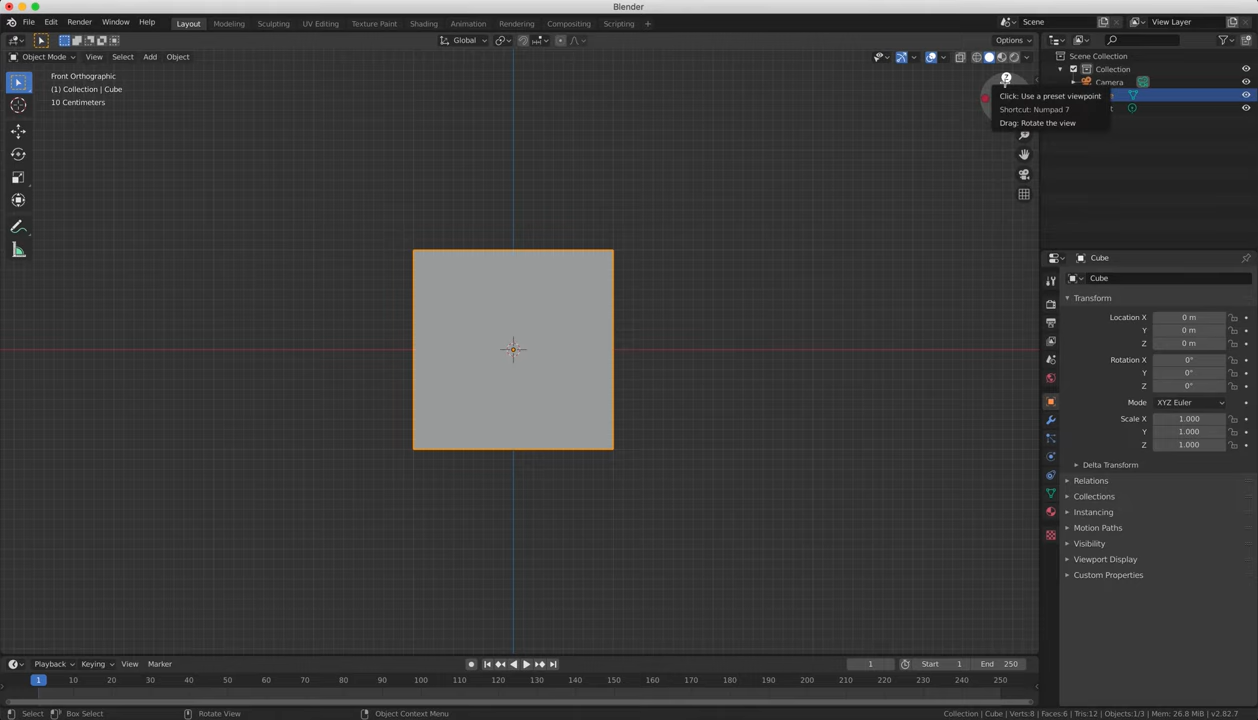 Blender
File Edit Render Window Help
Layout Modeling Sculpting UV Editing Texture Paint Shading Animation Rendering Compositing Scripting +
Scene
View Layer
Global
Options
Object Mode View Select Add Object
Front Orthographic
(1) Collection | Cube
10 Centimeters
Scene Collection
Collection
Camera
Click: Use a preset viewpoint
Shortcut: Numpad 7
Drag: Rotate the view
Cube
Cube
Transform
Location X 0 m
Y 0 m
Z 0 m
Rotation X 0°
Y 0°
Z 0°
Mode XYZ Euler
Scale X 1.000
Y 1.000
Z 1.000
Delta Transform
Relations
Collections
Instancing
Motion Paths
Visibility
Viewport Display
Custom Properties
Playback Keying View Marker
1 Start 1 End 250
1 10 20 30 40 50 60 70 80 90 100 110 120 130 140 150 160 170 180 190 200 210 220 230 240 250
Select Box Select Rotate View Object Context Menu
Collection | Cube | Verts:8 | Faces:6 | Tris:12 | Objects:1/3 | Mem: 26.8 MiB | v2.82.7